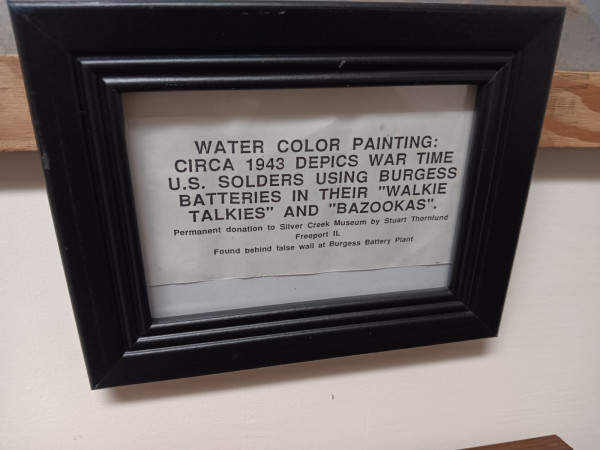 WATER COLOR PAINTING:
CIRCA 1943 DEPICS WAR TIME
U.S. SOLDERS USING BURGESS
BATTERIES IN THEIR "WALKIE
TALKIES" AND "BAZOOKAS".
Permanent donation to Silver Creek Museum by Stuart Thornlund
Freeport IL
Found behind false wall at Burgess Battery Plant